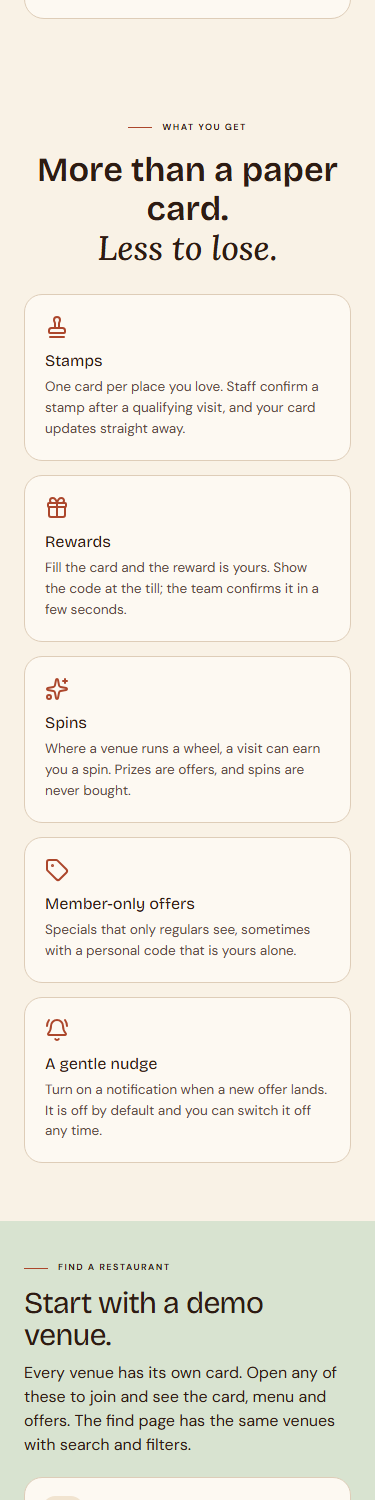 WHAT YOU GET
More than a paper
card.
Less to lose.
Stamps
One card per place you love. Staff confirm a
stamp after a qualifying visit, and your card
updates straight away.
Rewards
Fill the card and the reward is yours. Show
the code at the till; the team confirms it in a
few seconds.
Spins
Where a venue runs a wheel, a visit can earn
you a spin. Prizes are offers, and spins are
never bought.
Member-only offers
Specials that only regulars see, sometimes
with a personal code that is yours alone.
A gentle nudge
Turn on a notification when a new offer lands.
It is off by default and you can switch it off
any time.
FIND A RESTAURANT
Start with a demo
venue.
Every venue has its own card. Open any of
these to join and see the card, menu and
offers. The find page has the same venues
with search and filters.